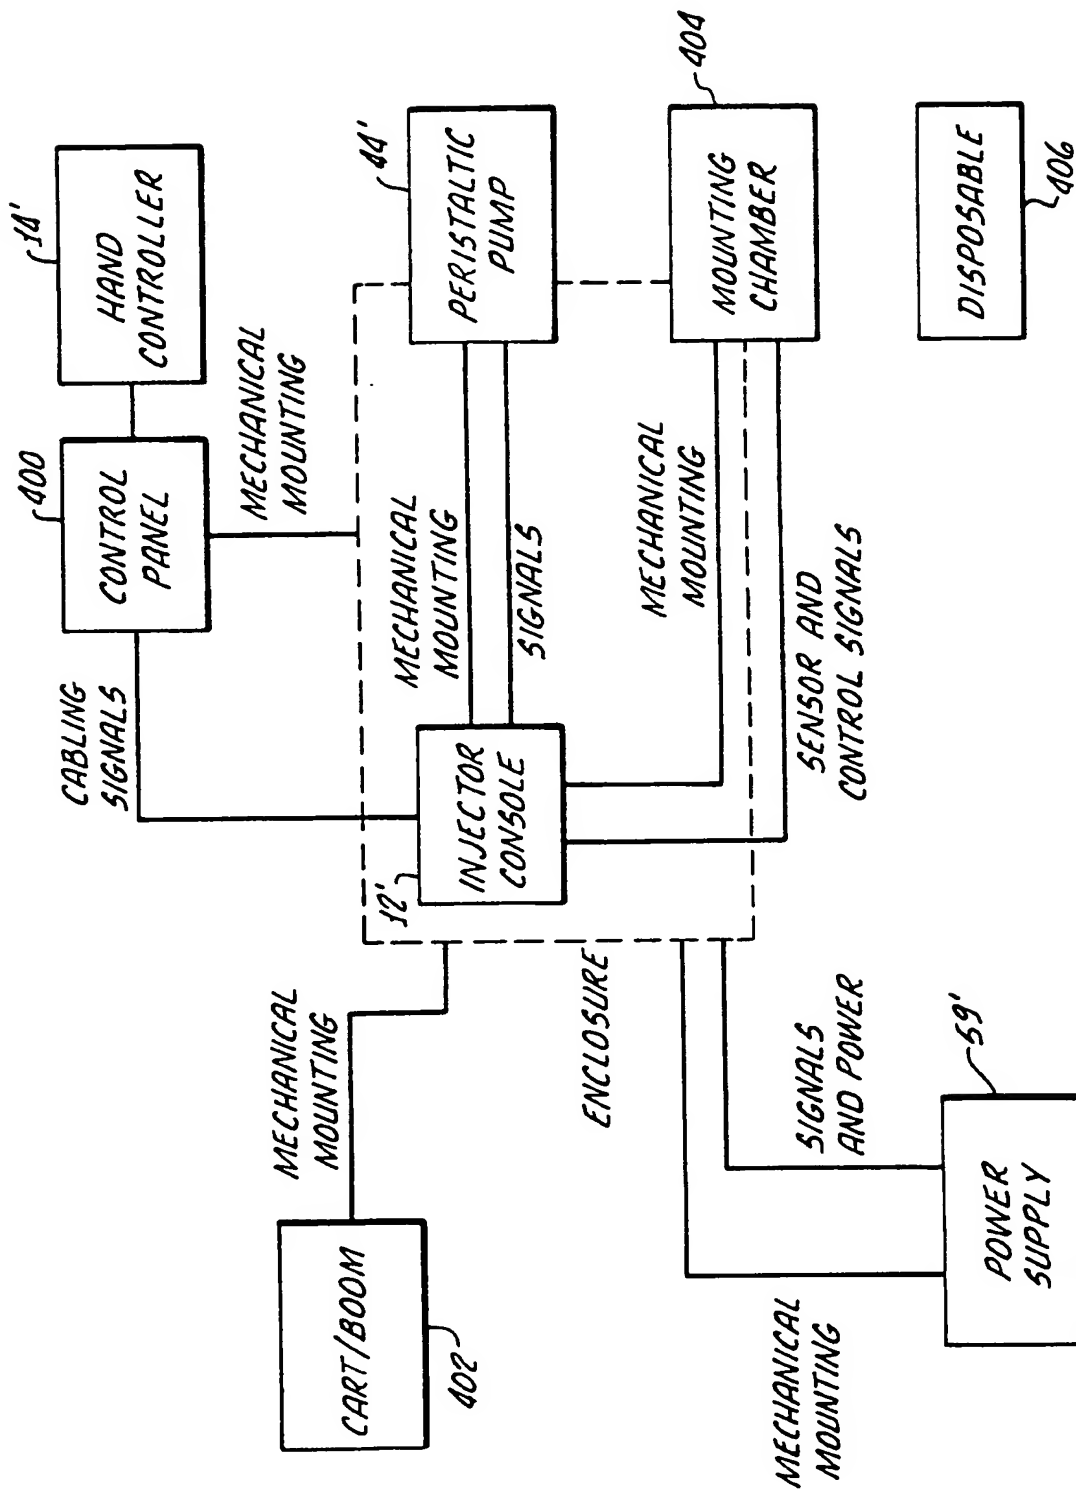 14'
HAND
CONTROLLER
400
CONTROL
PANEL
MECHANICAL
MOUNTING
CABLING
SIGNALS
44'
PERISTALTIC
PUMP
MECHANICAL
MOUNTING
SIGNALS
12'
INJECTOR
CONSOLE
404
MOUNTING
CHAMBER
MECHANICAL
MOUNTING
SENSOR AND
CONTROL SIGNALS
DISPOSABLE
406
MECHANICAL
MOUNTING
CART/BOOM
402
ENCLOSURE
SIGNALS
AND POWER
59'
POWER
SUPPLY
MECHANICAL
MOUNTING